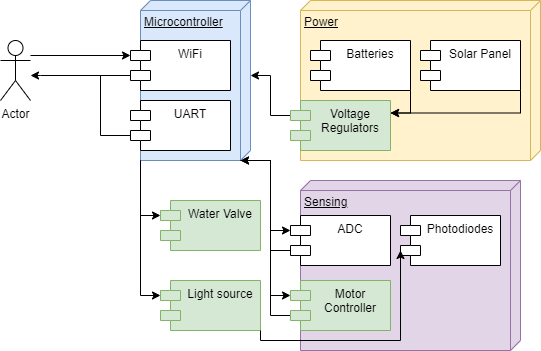 Microcontroller
Power
WiFi
Batteries
Solar Panel
Actor
UART
Voltage
Regulators
Sensing
Water Valve
ADC
Photodiodes
Light source
Motor
Controller